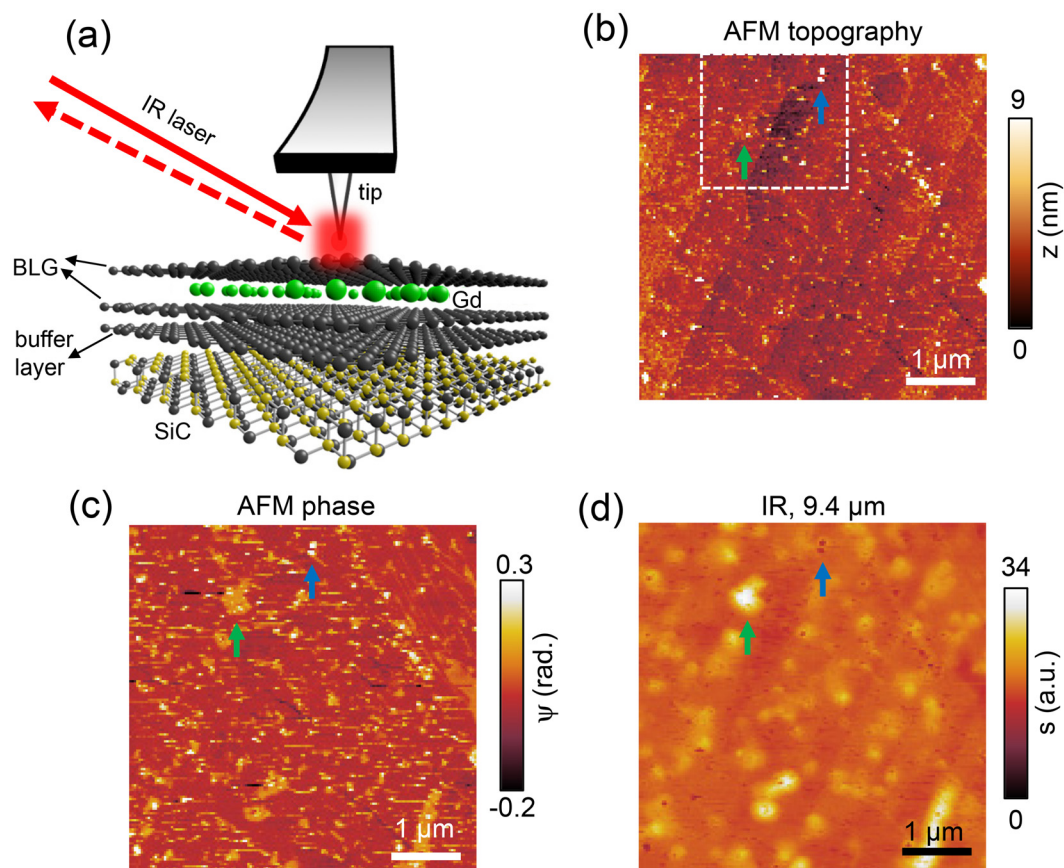 (a)
IR laser
tip
BLG
Gd
buffer
layer
SiC
(b)
AFM topography
9
z (nm)
0
1 µm
(c)
AFM phase
0.3
ψ (rad.)
-0.2
1 µm
(d)
IR, 9.4 µm
34
s (a.u.)
0
1 µm